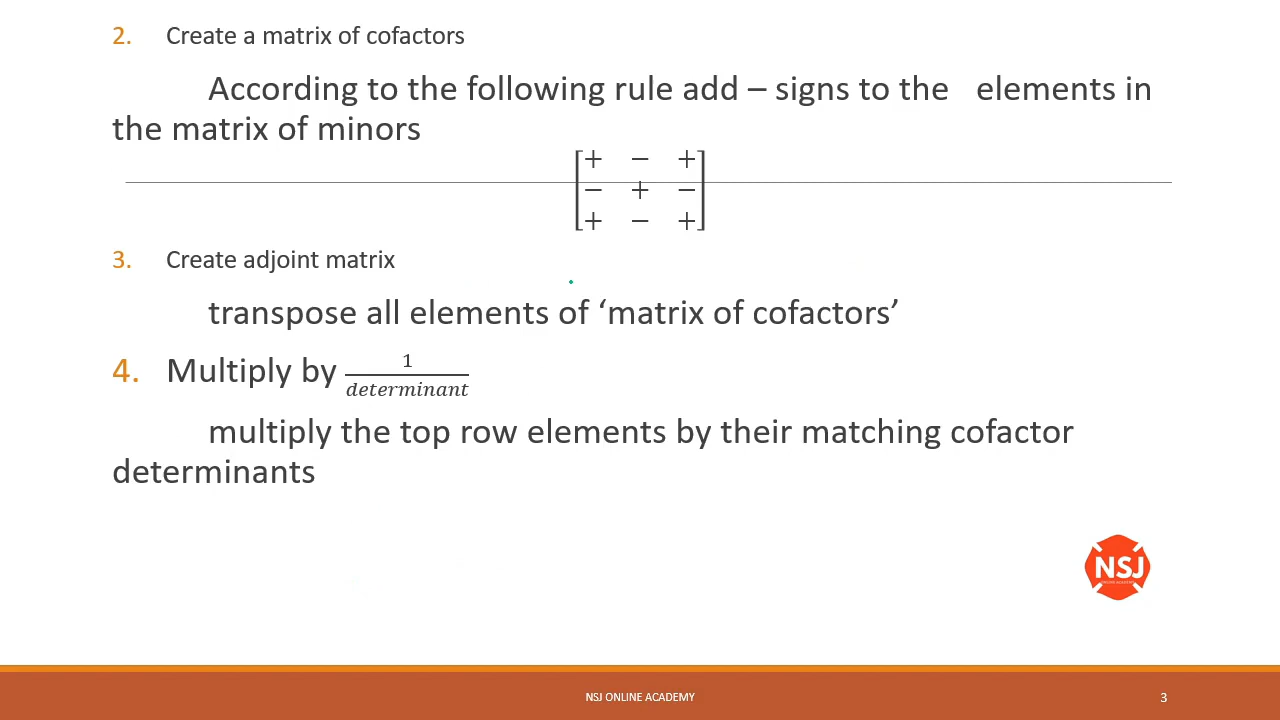 2. Create a matrix of cofactors
According to the following rule add – signs to the elements in
the matrix of minors
[+ − +
− + −
+ − +]
3. Create adjoint matrix
transpose all elements of ‘matrix of cofactors’
4. Multiply by 1/determinant
multiply the top row elements by their matching cofactor
determinants
NSJ
ONLINE ACADEMY
NSJ ONLINE ACADEMY
3